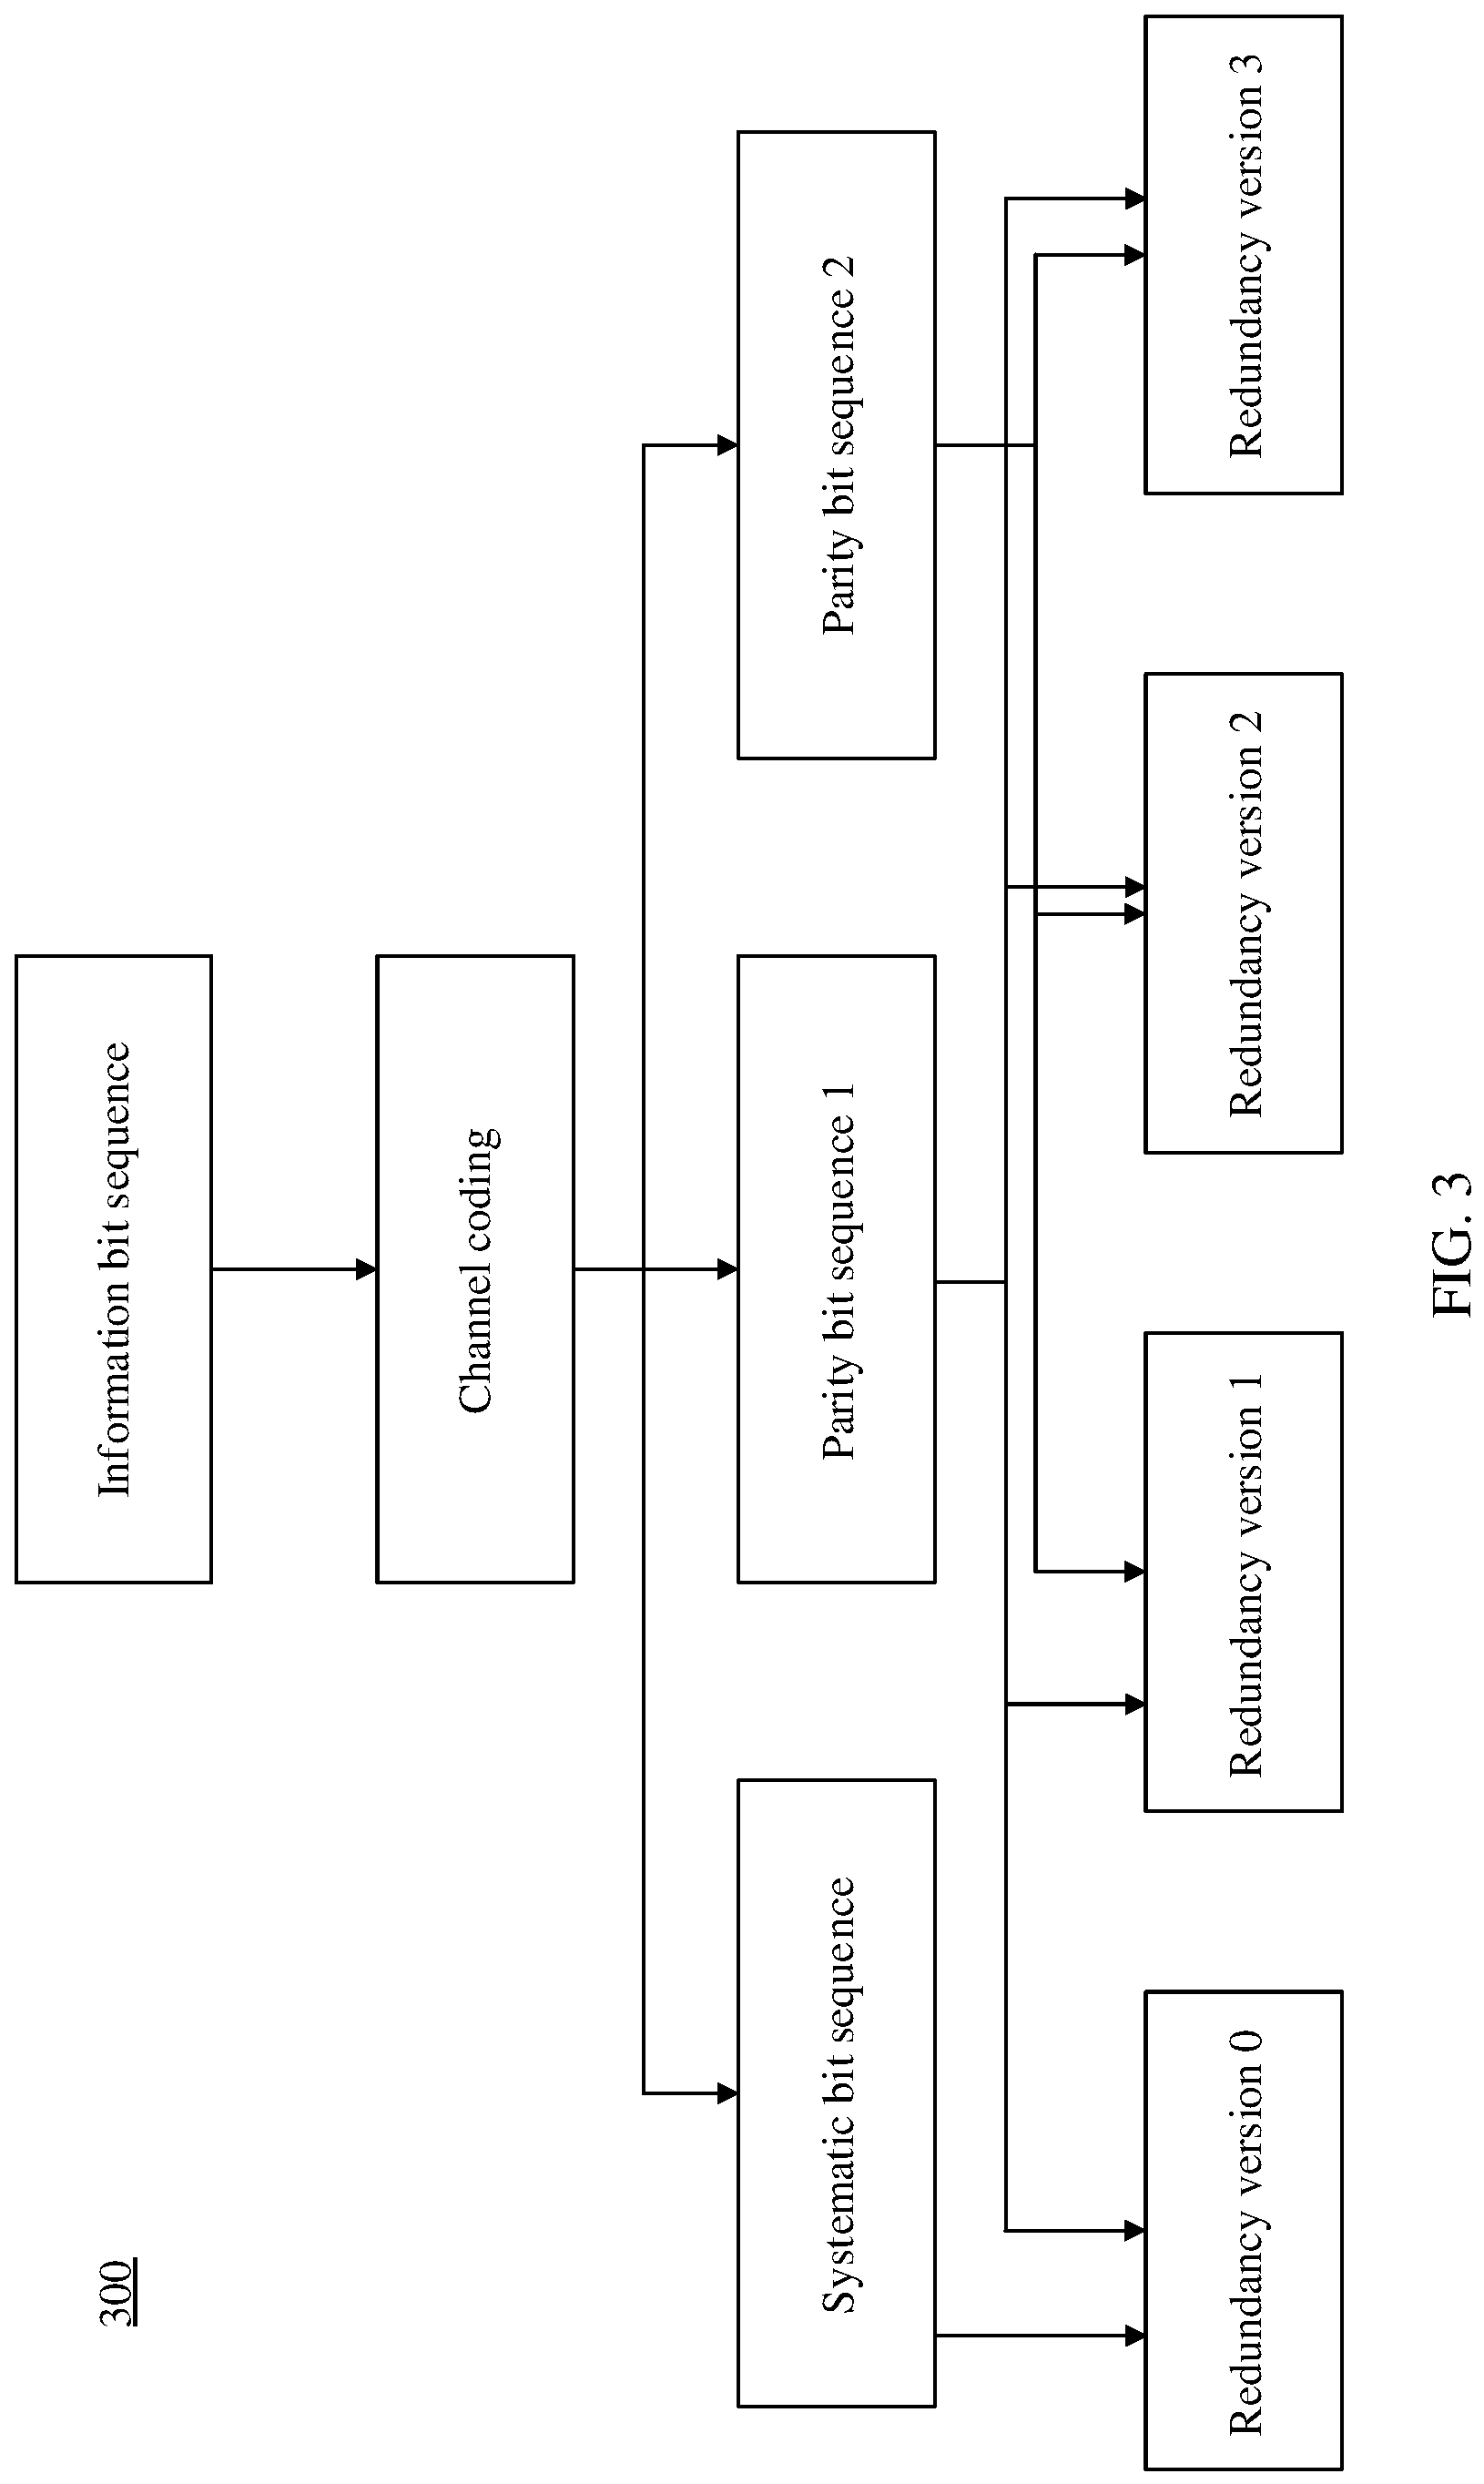 300
Information bit sequence
Channel coding
Systematic bit sequence
Parity bit sequence 1
Parity bit sequence 2
Redundancy version 0
Redundancy version 1
Redundancy version 2
Redundancy version 3
FIG. 3